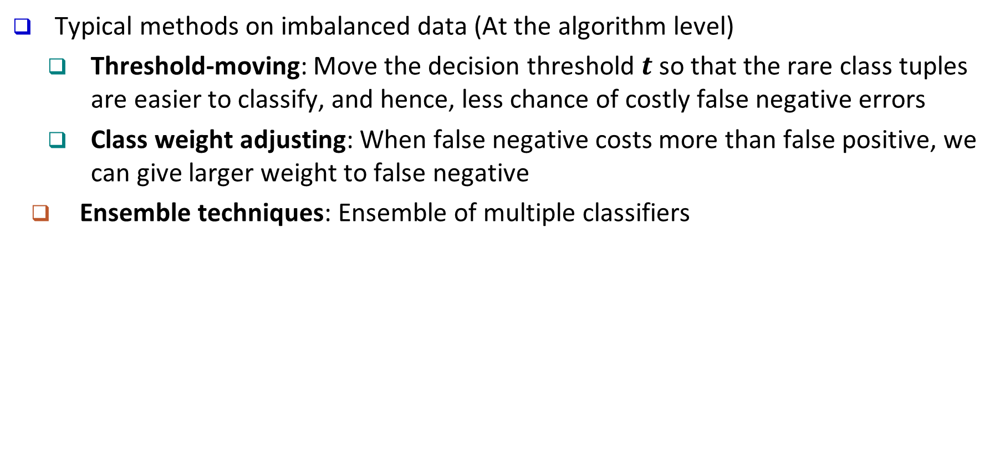 Typical methods on imbalanced data (At the algorithm level)
Threshold-moving: Move the decision threshold t so that the rare class tuples
are easier to classify, and hence, less chance of costly false negative errors
Class weight adjusting: When false negative costs more than false positive, we
can give larger weight to false negative
Ensemble techniques: Ensemble of multiple classifiers